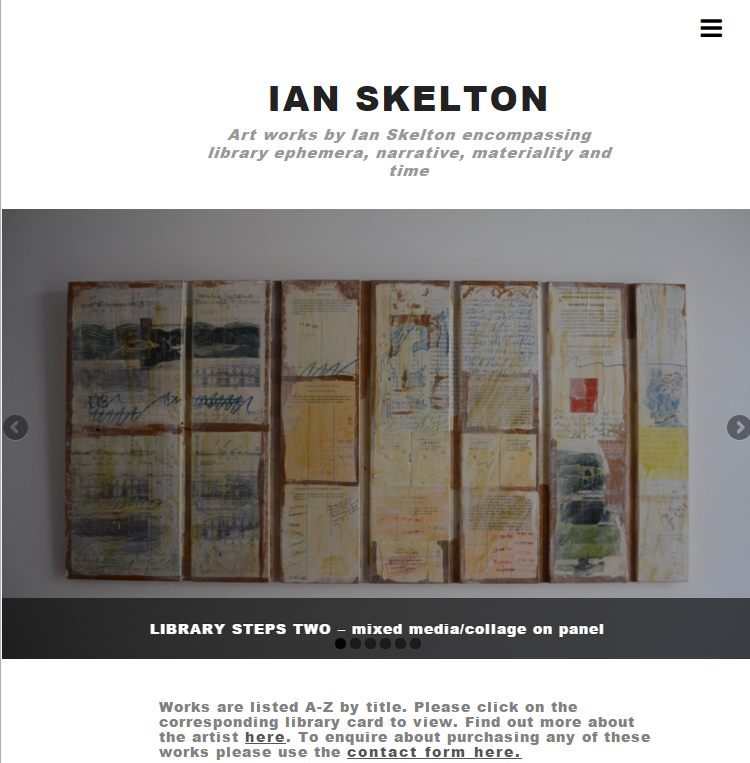 IAN SKELTON
Art works by Ian Skelton encompassing
library ephemera, narrative, materiality and
time
LIBRARY STEPS TWO – mixed media/collage on panel
Works are listed A-Z by title. Please click on the
corresponding library card to view. Find out more about
the artist here. To enquire about purchasing any of these
works please use the contact form here.